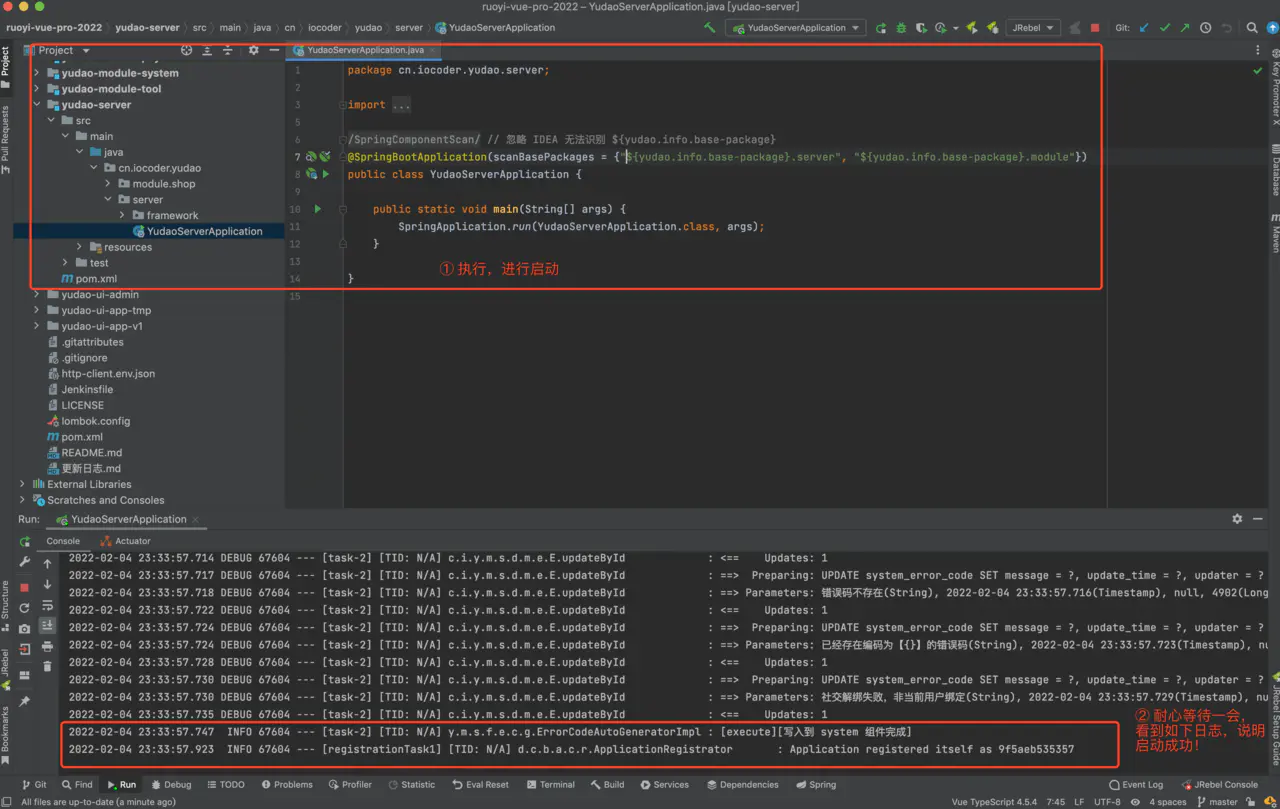 ruoyi-vue-pro-2022 – YudaoServerApplication.java [yudao-server]
ruoyi-vue-pro-2022 yudao-server src main java cn iocoder yudao server YudaoServerApplication
YudaoServerApplication JRebel Git:
Project
YudaoServerApplication.java
yudao-module-system
yudao-module-tool
yudao-server
src
main
java
cn.iocoder.yudao
module.shop
server
framework
YudaoServerApplication
resources
test
pom.xml
yudao-ui-admin
yudao-ui-app-tmp
yudao-ui-app-v1
.gitattributes
.gitignore
http-client.env.json
Jenkinsfile
LICENSE
lombok.config
pom.xml
README.md
更新日志.md
External Libraries
Scratches and Consoles
1 package cn.iocoder.yudao.server;
2
3 import ...
5
6 /SpringComponentScan/ // 忽略 IDEA 无法识别 ${yudao.info.base-package}
7 @SpringBootApplication(scanBasePackages = {"${yudao.info.base-package}.server", "${yudao.info.base-package}.module"})
8 public class YudaoServerApplication {
9
10 public static void main(String[] args) {
11 SpringApplication.run(YudaoServerApplication.class, args);
12 }
13
14 }
15
① 执行，进行启动
Project
Pull Requests
Structure
JRebel
Bookmarks
Key Promoter X
Database
Maven
JRebel Setup Guide
Run: YudaoServerApplication
Console Actuator
2022-02-04 23:33:57.714 DEBUG 67604 --- [task-2] [TID: N/A] c.i.y.m.s.d.m.e.E.updateById : <== Updates: 1
2022-02-04 23:33:57.717 DEBUG 67604 --- [task-2] [TID: N/A] c.i.y.m.s.d.m.e.E.updateById : ==> Preparing: UPDATE system_error_code SET message = ?, update_time = ?, updater = ?
2022-02-04 23:33:57.718 DEBUG 67604 --- [task-2] [TID: N/A] c.i.y.m.s.d.m.e.E.updateById : ==> Parameters: 错误码不存在(String), 2022-02-04 23:33:57.716(Timestamp), null, 4902(Long
2022-02-04 23:33:57.722 DEBUG 67604 --- [task-2] [TID: N/A] c.i.y.m.s.d.m.e.E.updateById : <== Updates: 1
2022-02-04 23:33:57.724 DEBUG 67604 --- [task-2] [TID: N/A] c.i.y.m.s.d.m.e.E.updateById : ==> Preparing: UPDATE system_error_code SET message = ?, update_time = ?, updater = ?
2022-02-04 23:33:57.724 DEBUG 67604 --- [task-2] [TID: N/A] c.i.y.m.s.d.m.e.E.updateById : ==> Parameters: 已经存在编码为【{}】的错误码(String), 2022-02-04 23:33:57.723(Timestamp), nu
2022-02-04 23:33:57.728 DEBUG 67604 --- [task-2] [TID: N/A] c.i.y.m.s.d.m.e.E.updateById : <== Updates: 1
2022-02-04 23:33:57.730 DEBUG 67604 --- [task-2] [TID: N/A] c.i.y.m.s.d.m.e.E.updateById : ==> Preparing: UPDATE system_error_code SET message = ?, update_time = ?, updater = ?
2022-02-04 23:33:57.730 DEBUG 67604 --- [task-2] [TID: N/A] c.i.y.m.s.d.m.e.E.updateById : ==> Parameters: 社交解绑失败，非当前用户绑定(String), 2022-02-04 23:33:57.729(Timestamp), nu
2022-02-04 23:33:57.735 DEBUG 67604 --- [task-2] [TID: N/A] c.i.y.m.s.d.m.e.E.updateById : <== Updates: 1
2022-02-04 23:33:57.747 INFO 67604 --- [task-2] [TID: N/A] y.m.s.f.e.c.g.ErrorCodeAutoGeneratorImpl : [execute][写入到 system 组件完成]
2022-02-04 23:33:57.923 INFO 67604 --- [registrationTask1] [TID: N/A] d.c.b.a.c.r.ApplicationRegistrator : Application registered itself as 9f5aeb535357
② 耐心等待一会，
看到如下日志，说明
启动成功！
Git Find Run Debug TODO Problems Profiler Statistic Eval Reset Terminal Build Services Dependencies Spring Event Log JRebel Console
All files are up-to-date (a minute ago) Vue TypeScript 4.5.4 7:45 LF UTF-8 4 spaces master